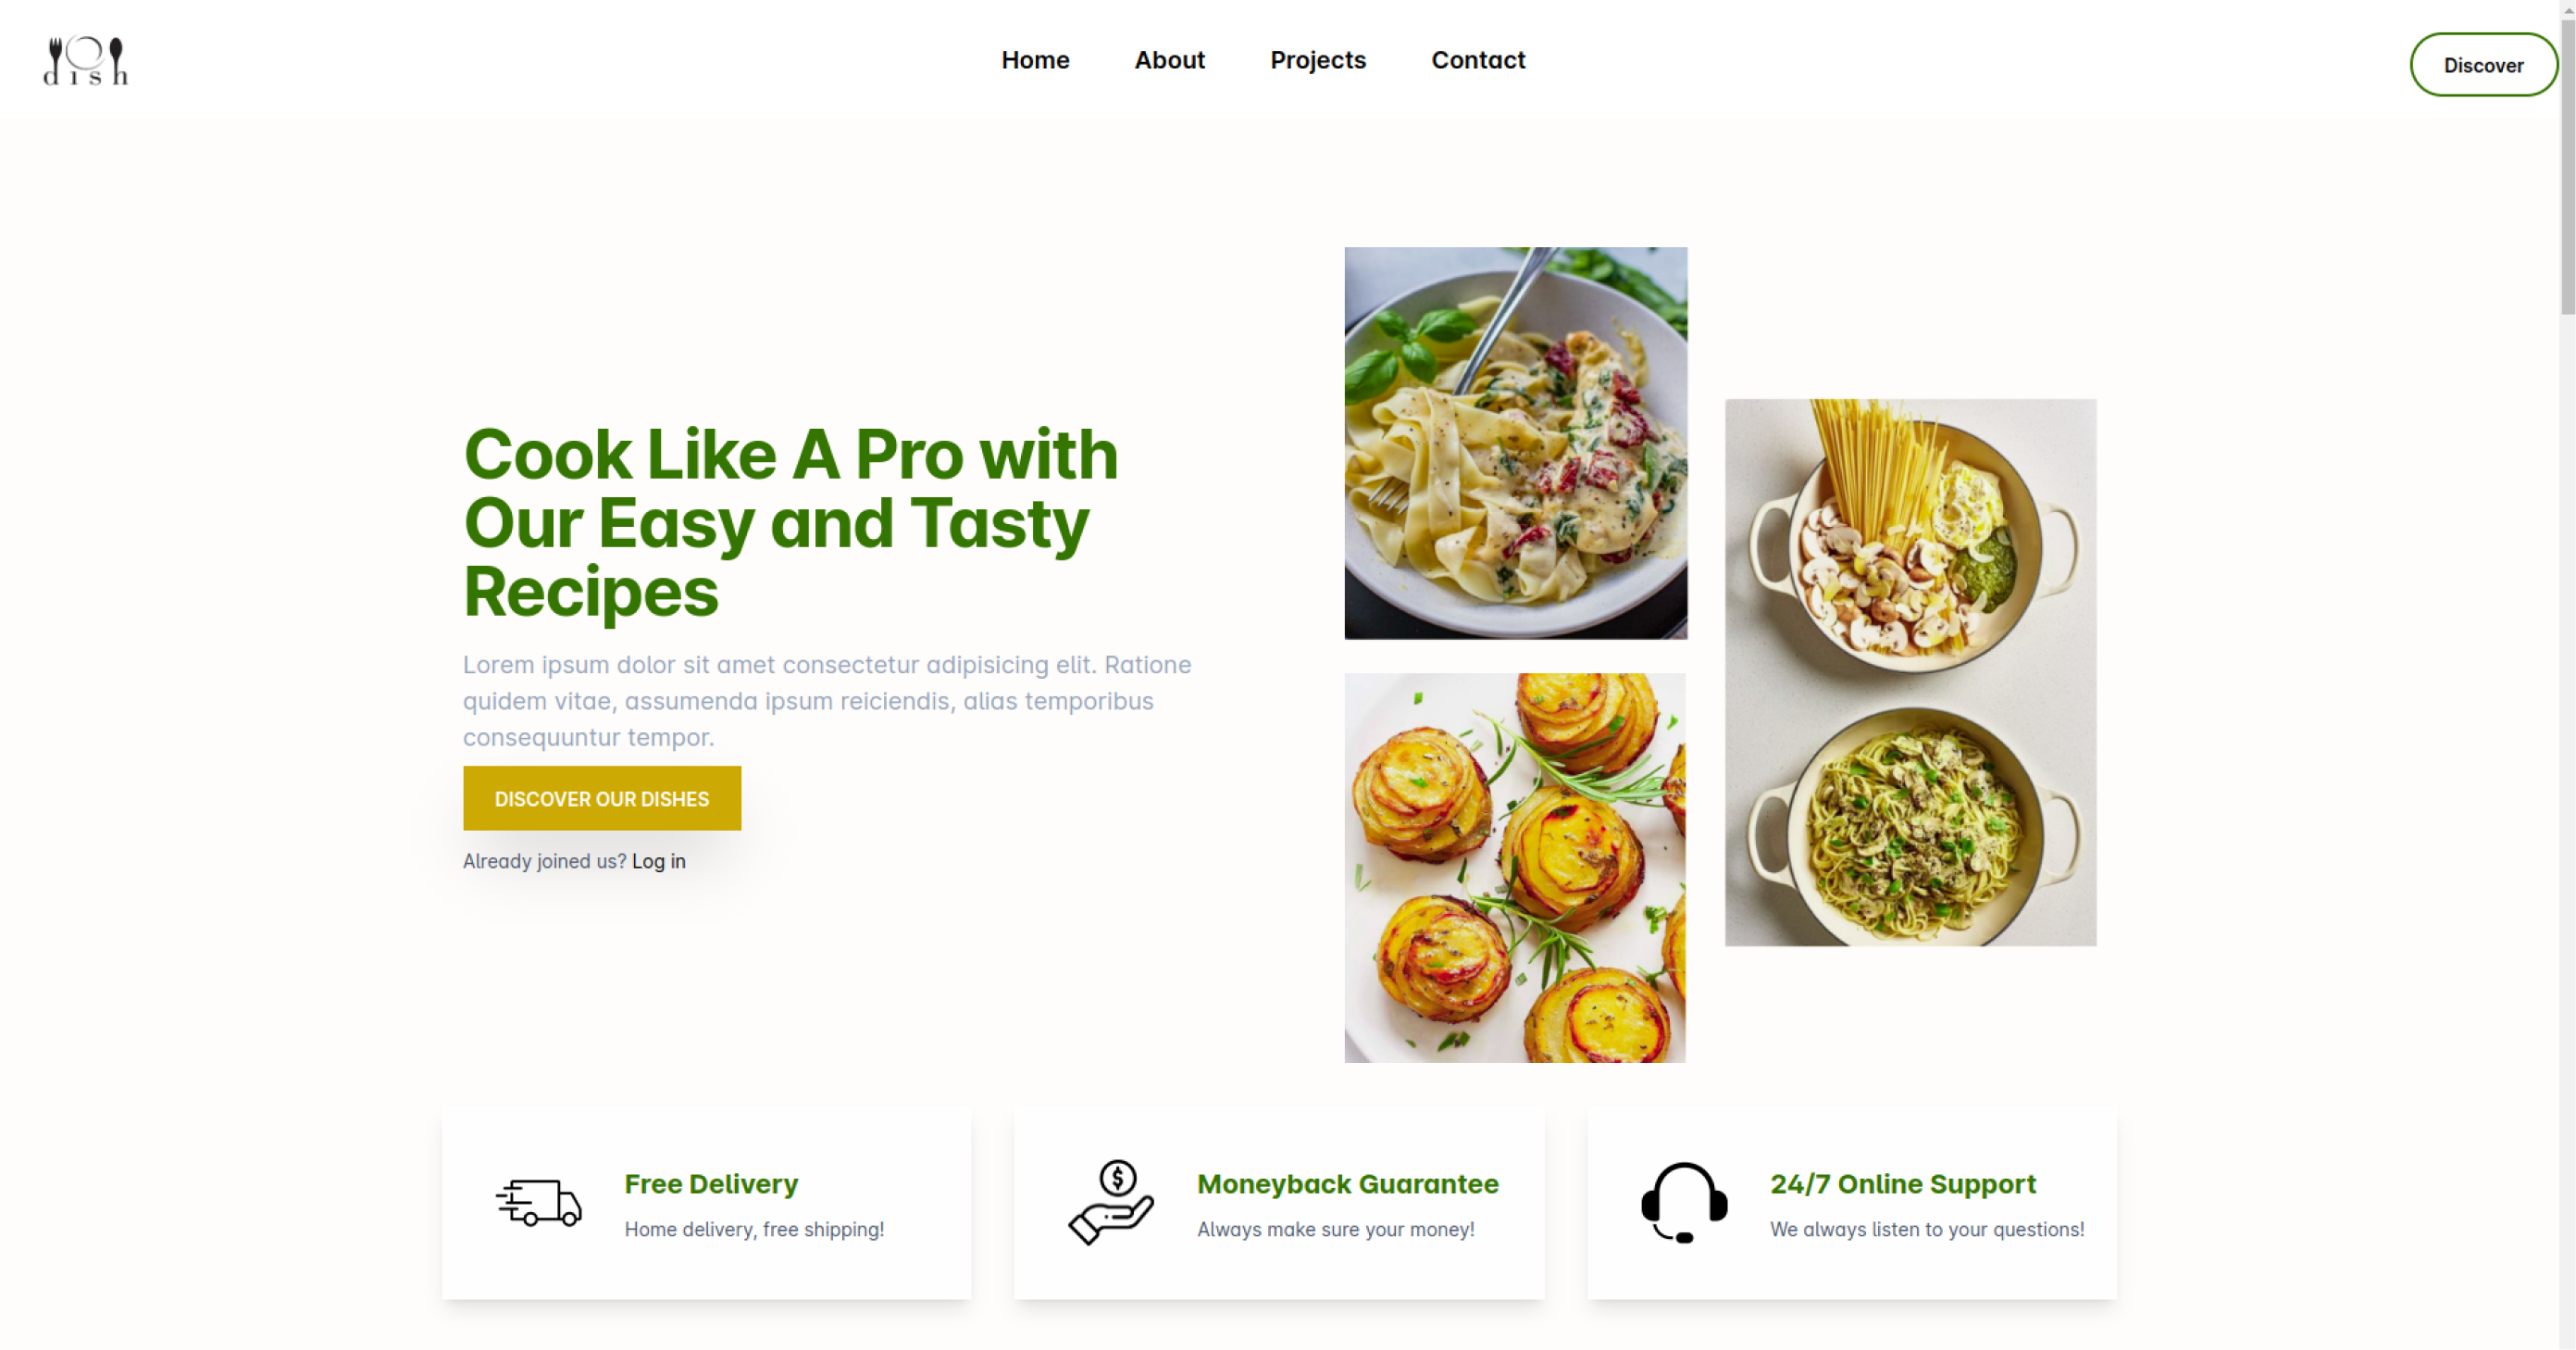 dish
Home
About
Projects
Contact
Discover
Cook Like A Pro with
Our Easy and Tasty
Recipes
Lorem ipsum dolor sit amet consectetur adipisicing elit. Ratione
quidem vitae, assumenda ipsum reiciendis, alias temporibus
consequuntur tempor.
DISCOVER OUR DISHES
Already joined us? Log in
Free Delivery
Home delivery, free shipping!
$
Moneyback Guarantee
Always make sure your money!
24/7 Online Support
We always listen to your questions!